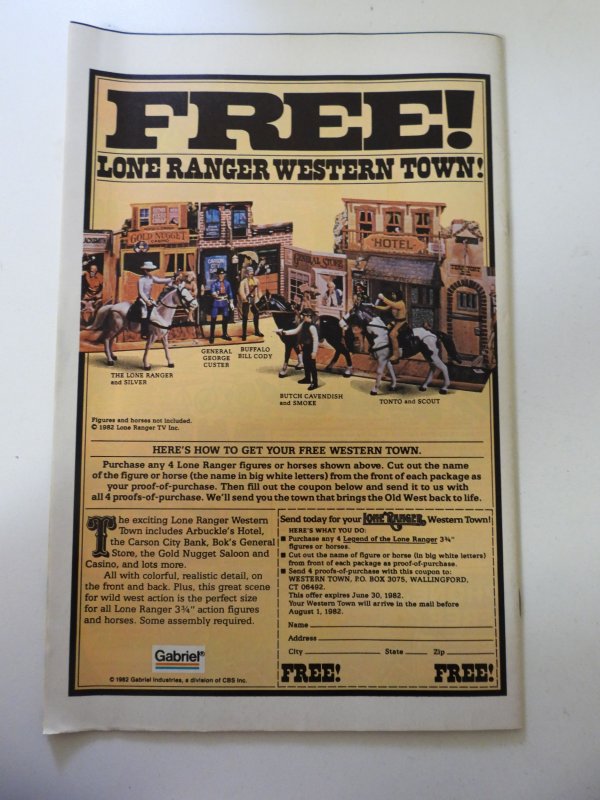 FREE!
LONE RANGER WESTERN TOWN!
GOLD NUGGET
CASINO
CARSON CITY
GENERAL STORE
HOTEL
THE LONE RANGER
and SILVER
GENERAL
GEORGE
CUSTER
BUFFALO
BILL CODY
BUTCH CAVENDISH
and SMOKE
TONTO and SCOUT
Figures and horses not included.
© 1982 Lone Ranger TV Inc.
HERE'S HOW TO GET YOUR FREE WESTERN TOWN.
Purchase any 4 Lone Ranger figures or horses shown above. Cut out the name
of the figure or horse (the name in big white letters) from the front of each package as
your proof-of-purchase. Then fill out the coupon below and send it to us with
all 4 proofs-of-purchase. We'll send you the town that brings the Old West back to life.
The exciting Lone Ranger Western
Town includes Arbuckle's Hotel,
the Carson City Bank, Bok's General
Store, the Gold Nugget Saloon and
Casino, and lots more.
All with colorful, realistic detail, on
the front and back. Plus, this great scene
for wild west action is the perfect size
for all Lone Ranger 3¾" action figures
and horses. Some assembly required.
Gabriel®
© 1982 Gabriel Industries, a division of CBS Inc.
Send today for your LONE RANGER Western Town!
HERE'S WHAT YOU DO:
■ Purchase any 4 Legend of the Lone Ranger 3¾"
figures or horses.
■ Cut out name of figure or horse (in big white letters)
from front of each package as proof-of-purchase.
■ Send 4 proofs-of-purchase with this coupon to:
WESTERN TOWN, P.O. BOX 3075, WALLINGFORD,
CT 06492.
This offer expires June 30, 1982.
Your Western Town will arrive in the mail before
August 1, 1982.
Name
Address
City State Zip
FREE! FREE!